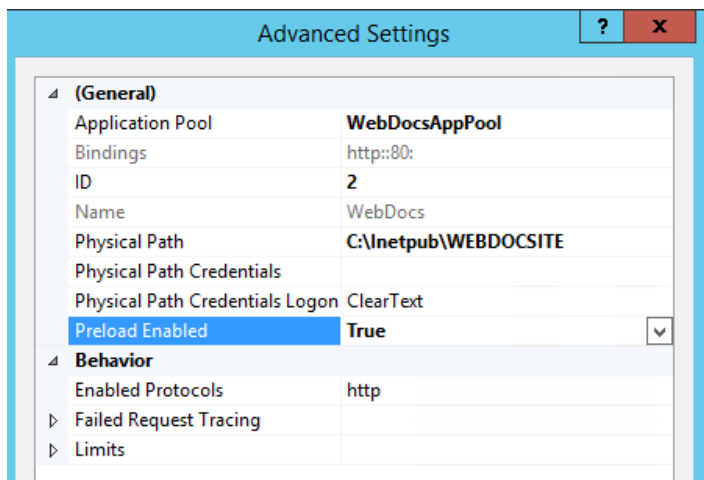 Advanced Settings
?
x
(General)
Application Pool WebDocsAppPool
Bindings http::80:
ID 2
Name WebDocs
Physical Path C:\Inetpub\WEBDOCSITE
Physical Path Credentials
Physical Path Credentials Logon ClearText
Preload Enabled True
Behavior
Enabled Protocols http
Failed Request Tracing
Limits